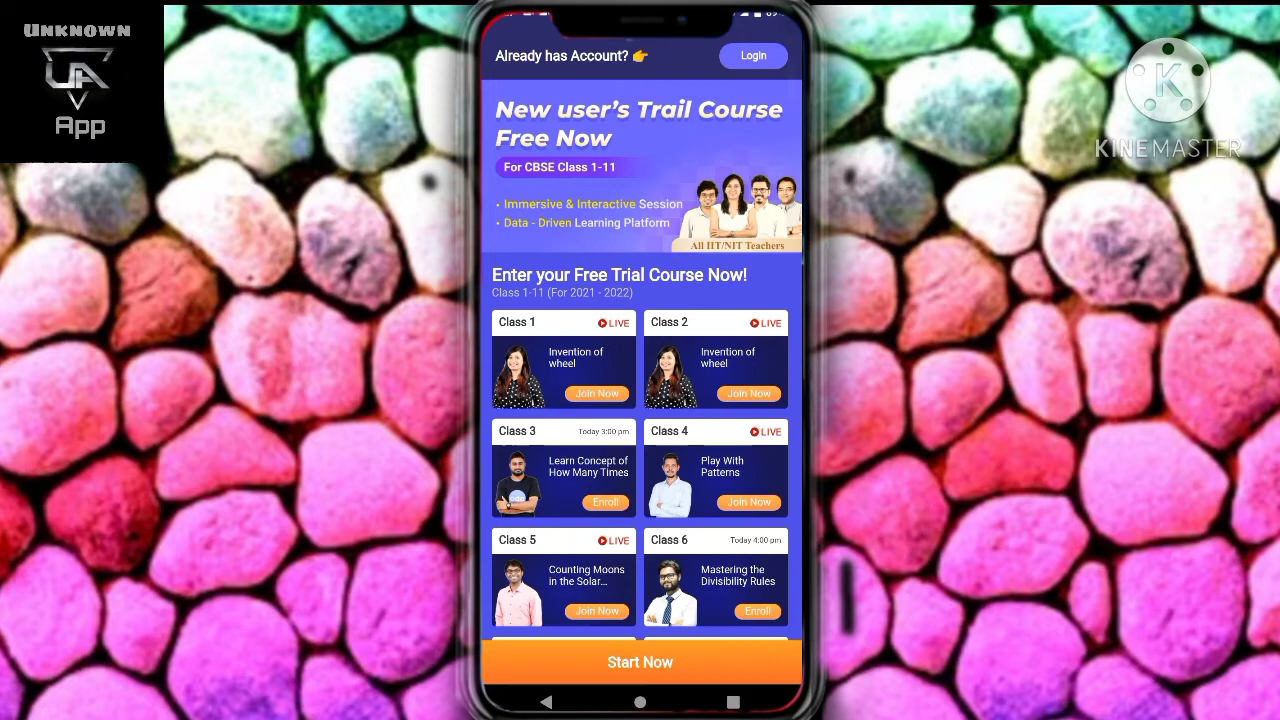 Unknown
UA
App
K
KINEMASTER
Already has Account? 👉
Login
New user's Trail Course
Free Now
For CBSE Class 1-11
• Immersive & Interactive Session
• Data - Driven Learning Platform
All IIT/NIT Teachers
Enter your Free Trial Course Now!
Class 1-11 (For 2021 - 2022)
Class 1
LIVE
Invention of
wheel
Join Now
Class 2
LIVE
Invention of
wheel
Join Now
Class 3
Today 3:00 pm
Learn Concept of
How Many Times
Enroll
Class 4
LIVE
Play With
Patterns
Join Now
Class 5
LIVE
Counting Moons
in the Solar...
Join Now
Class 6
Today 4:00 pm
Mastering the
Divisibility Rules
Enroll
Start Now